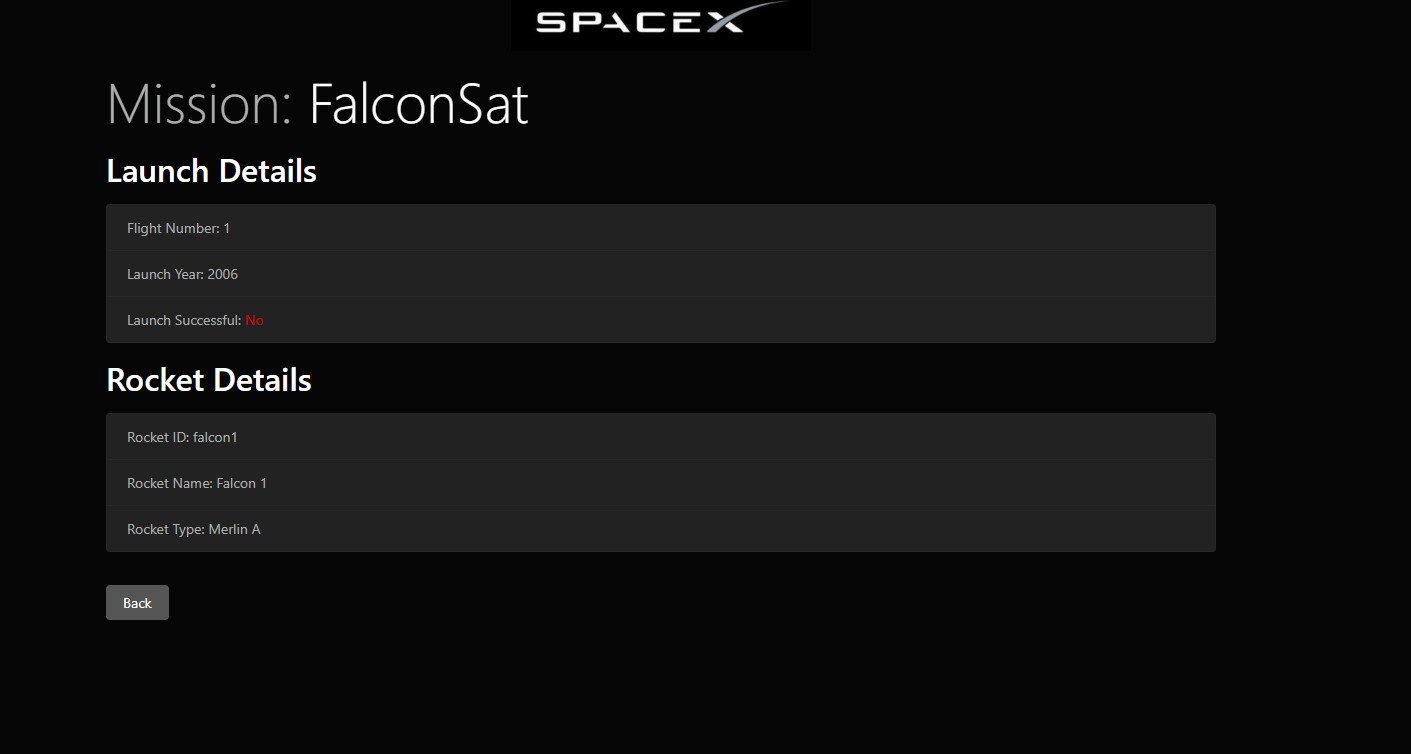 SPACEX
Mission: FalconSat
Launch Details
Flight Number: 1
Launch Year: 2006
Launch Successful: No
Rocket Details
Rocket ID: falcon1
Rocket Name: Falcon 1
Rocket Type: Merlin A
Back